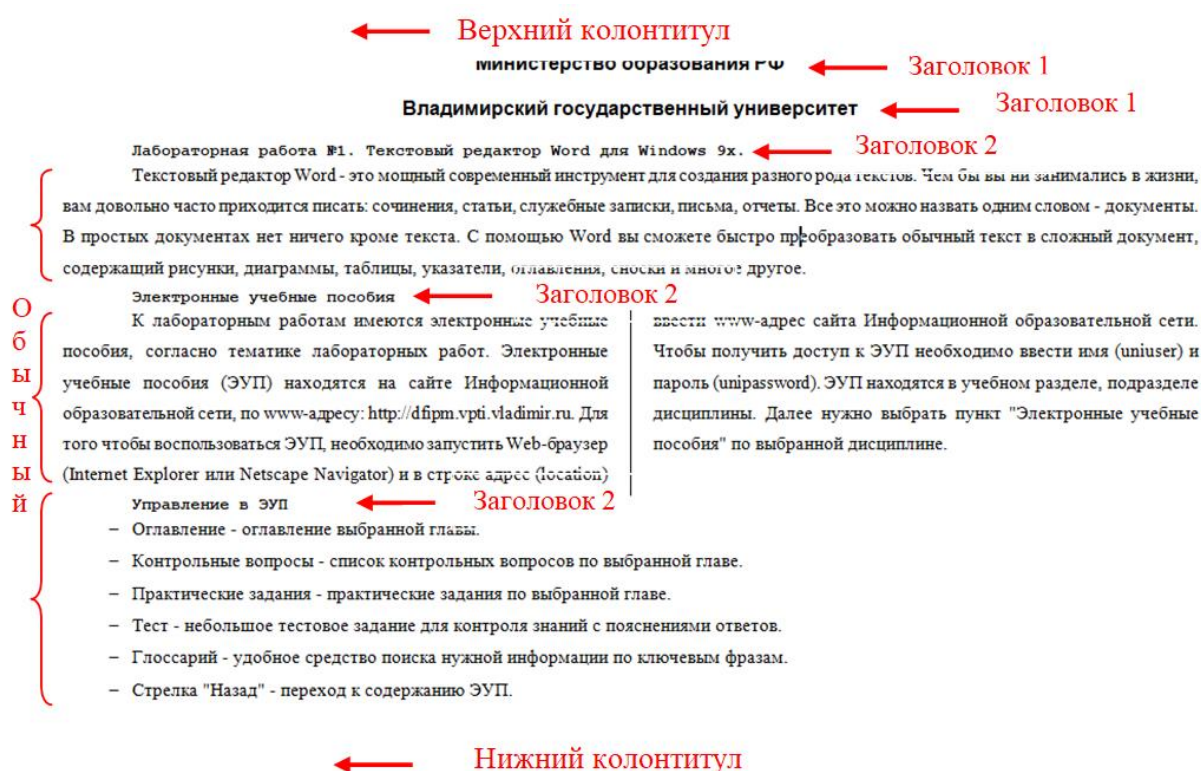 Верхний колонтитул
Министерство образования РФ Заголовок 1
Владимирский государственный университет Заголовок 1
Лабораторная работа №1. Текстовый редактор Word для Windows 9x. Заголовок 2
Текстовый редактор Word - это мощный современный инструмент для создания разного рода текстов. Чем бы вы ни занимались в жизни,
вам довольно часто приходится писать: сочинения, статьи, служебные записки, письма, отчеты. Все это можно назвать одним словом - документы.
В простых документах нет ничего кроме текста. С помощью Word вы сможете быстро преобразовать обычный текст в сложный документ,
содержащий рисунки, диаграммы, таблицы, указатели, оглавления, сноски и многое другое.
Электронные учебные пособия Заголовок 2
Обычный
К лабораторным работам имеются электронные учебные
пособия, согласно тематике лабораторных работ. Электронные
учебные пособия (ЭУП) находятся на сайте Информационной
образовательной сети, по www-адресу: http://dfipm.vpti.vladimir.ru. Для
того чтобы воспользоваться ЭУП, необходимо запустить Web-браузер
(Internet Explorer или Netscape Navigator) и в строке адрес (location)
ввести www-адрес сайта Информационной образовательной сети.
Чтобы получить доступ к ЭУП необходимо ввести имя (uniuser) и
пароль (unipassword). ЭУП находятся в учебном разделе, подразделе
дисциплины. Далее нужно выбрать пункт "Электронные учебные
пособия" по выбранной дисциплине.
Управление в ЭУП Заголовок 2
– Оглавление - оглавление выбранной главы.
– Контрольные вопросы - список контрольных вопросов по выбранной главе.
– Практические задания - практические задания по выбранной главе.
– Тест - небольшое тестовое задание для контроля знаний с пояснениями ответов.
– Глоссарий - удобное средство поиска нужной информации по ключевым фразам.
– Стрелка "Назад" - переход к содержанию ЭУП.
Нижний колонтитул